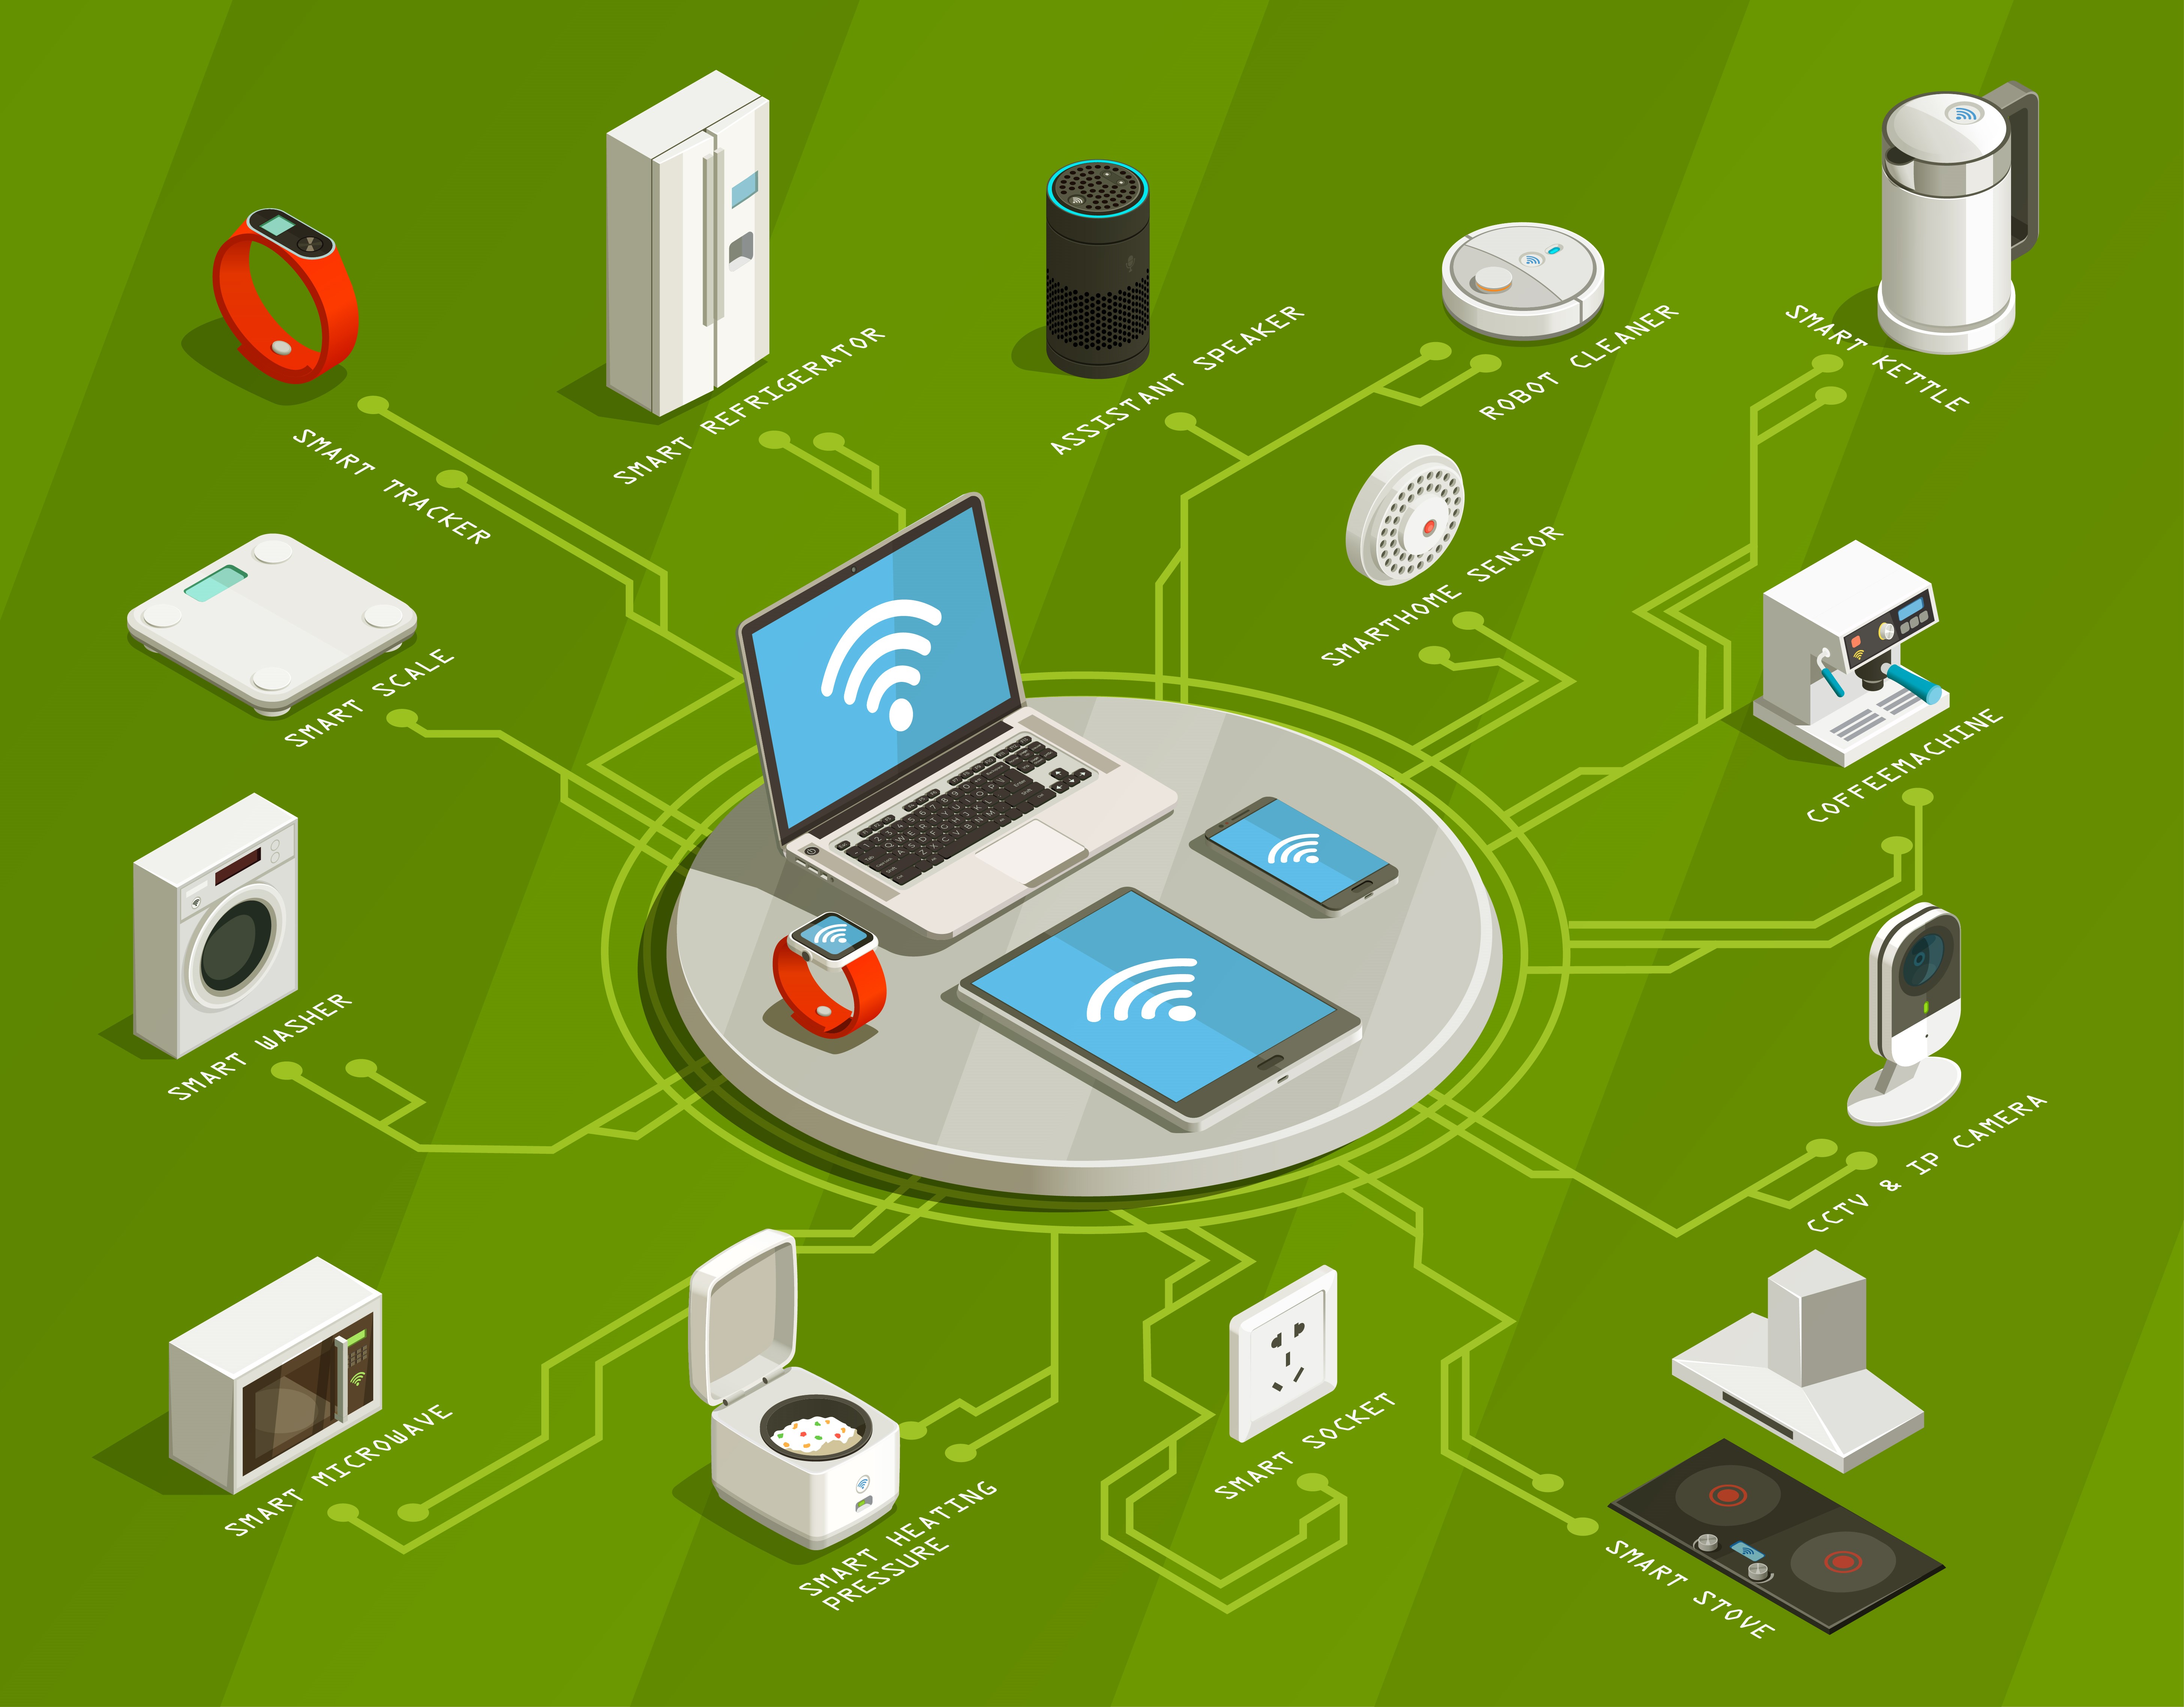 SMART TRACKER
SMART REFRIGERATOR
ASSISTANT SPEAKER
ROBOT CLEANER
SMART KETTLE
SMART SCALE
SMARTHOME SENSOR
COFFEEMACHINE
SMART WASHER
CCTV & IP CAMERA
SMART MICROWAVE
SMART HEATING
PRESSURE
SMART SOCKET
SMART STOVE